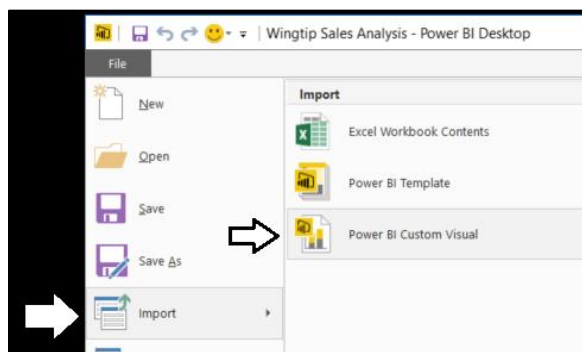 Wingtip Sales Analysis - Power BI Desktop
File
New
Open
Save
Save As
Import
Import
Excel Workbook Contents
Power BI Template
Power BI Custom Visual